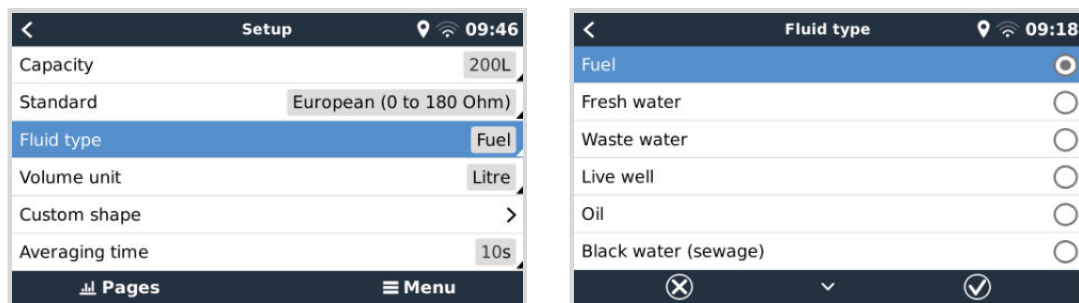 Setup 09:46
Capacity 200L
Standard European (0 to 180 Ohm)
Fluid type Fuel
Volume unit Litre
Custom shape
Averaging time 10s
Pages Menu
Fluid type 09:18
Fuel
Fresh water
Waste water
Live well
Oil
Black water (sewage)